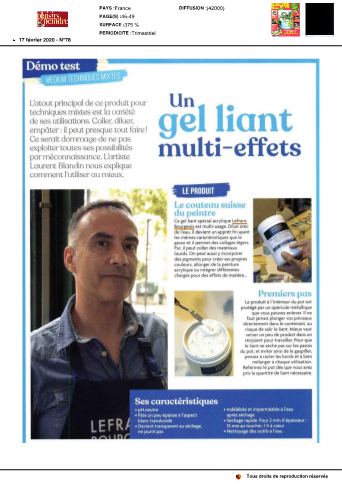 plaisirs de peindre
PAYS :France
PAGE(S) :46-49
SURFACE :375 %
PERIODICITE :Trimestriel
DIFFUSION :(42000)
17 février 2020 - N°78
Démo test
MÉDIUM TECHNIQUES MIXTES
L'atout principal de ce produit pour
techniques mixtes est la variété
de ses utilisations. Coller, diluer,
empâter : il peut presque tout faire !
Ce serait dommage de ne pas
exploiter toutes ses possibilités
par méconnaissance. L'artiste
Laurent Blandin nous explique
comment l'utiliser au mieux.
Un
gel liant
multi-effets
LE PRODUIT
Le couteau suisse
du peintre
Ce gel liant spécial acrylique Lefranc
Bourgeois est multi-usage. Dilué avec
de l'eau, il devient un apprêt fin ayant
les mêmes caractéristiques que le
gesso et il permet des collages légers.
Pur, il peut coller des matériaux
lourds. On peut aussi y incorporer
des pigments pour créer ses propres
couleurs, allonger de la peinture
acrylique ou intégrer différentes
charges pour des effets de matière...
Premiers pas
Le produit à l'intérieur du pot est
protégé par un opercule métallique
que vous pouvez enlever. Il ne
faut jamais plonger vos pinceaux
directement dans le contenant, au
risque de salir le liant. Mieux vaut
verser un peu de produit dans un
récipient pour travailler. Pour que
le liant ne sèche pas sur les parois
du pot, et éviter ainsi de le gaspiller,
pensez à racler les bords et à bien
mélanger à chaque utilisation.
Refermez le pot dès que vous avez
pris la quantité de liant nécessaire.
Ses caractéristiques
• pH neutre
• Pâte un peu épaisse à l'aspect
blanc translucide
• Devient transparent au séchage,
ne jaunit pas
• Indélébile et imperméable à l'eau
après séchage
• Séchage rapide. Pour 2 mm d'épaisseur :
15 mn au toucher, 1 h à cœur
• Nettoyage des outils à l'eau
LEFRA
BOURG
Tous droits de reproduction réservés